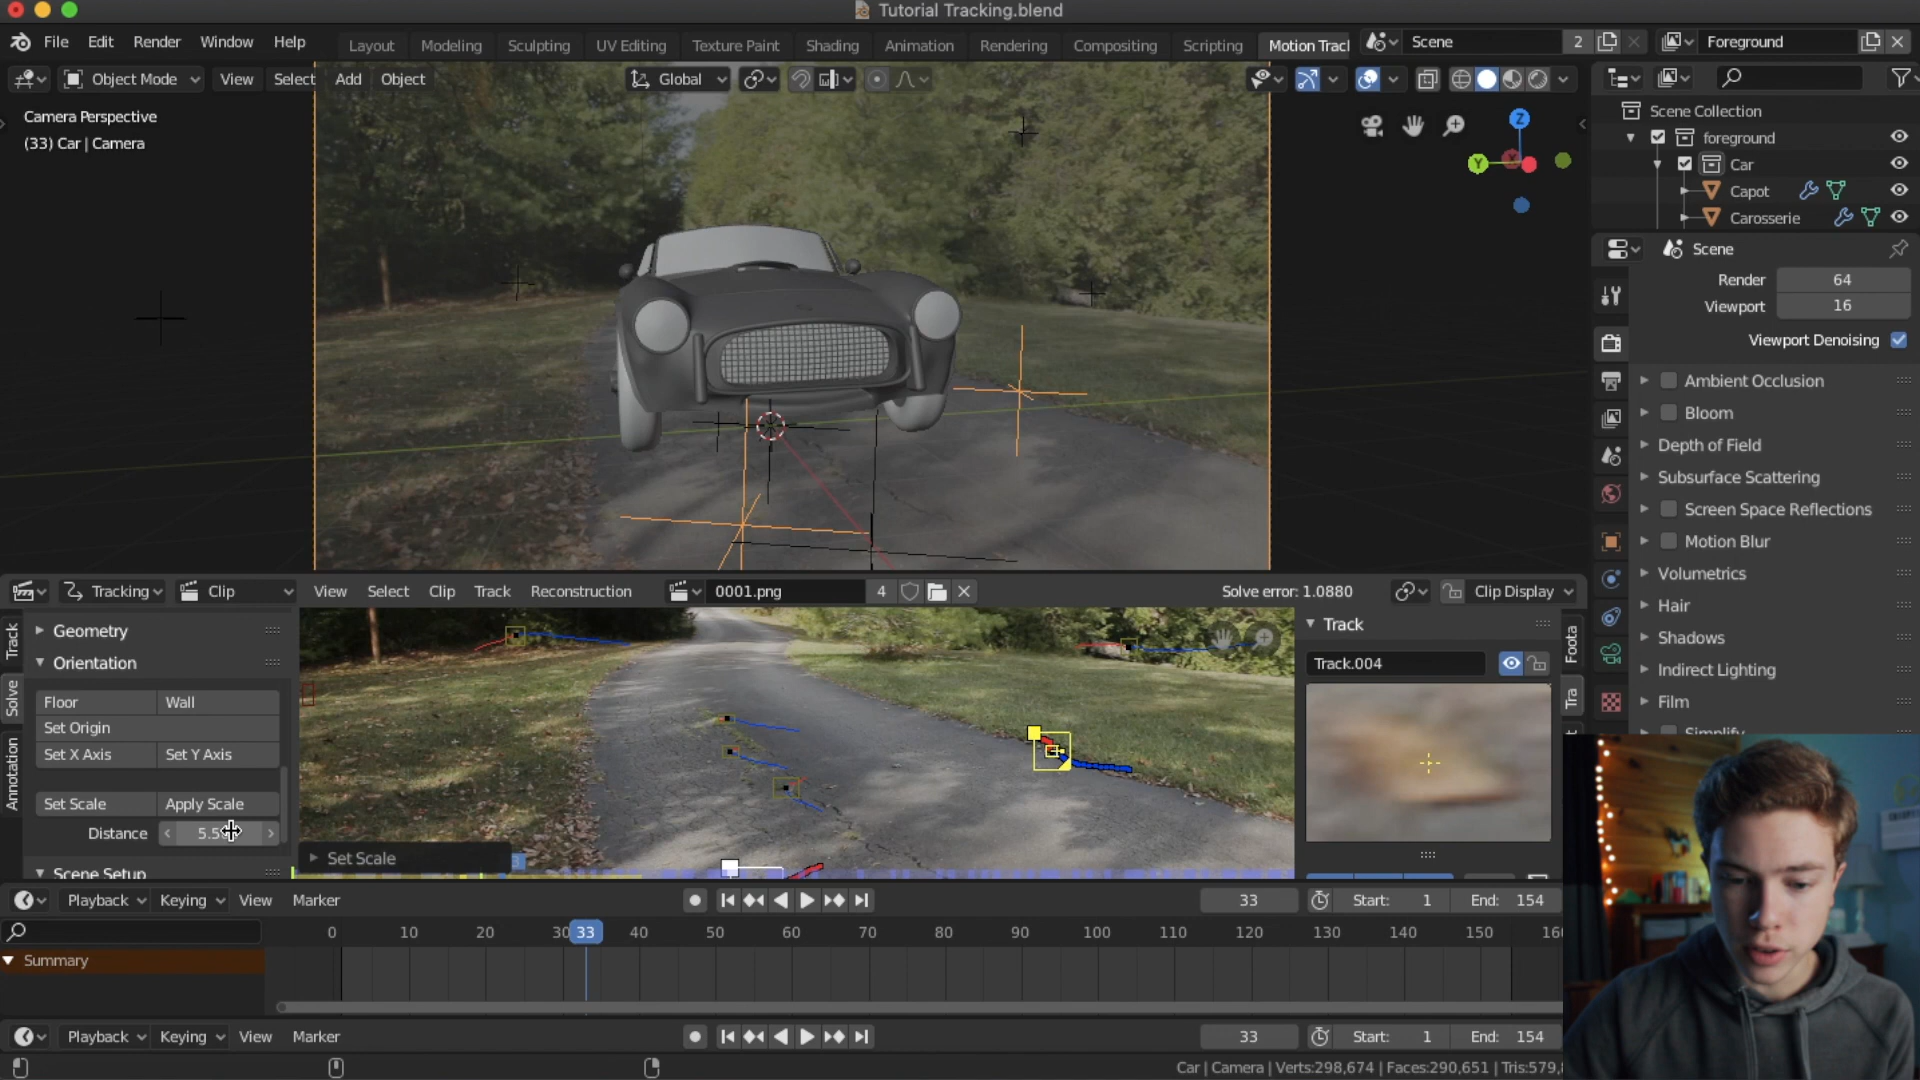 Tutorial Tracking.blend
File Edit Render Window Help
Layout Modeling Sculpting UV Editing Texture Paint Shading Animation Rendering Compositing Scripting Motion Tracl
Scene 2
Foreground
Object Mode View Select Add Object
Global
Camera Perspective
(33) Car | Camera
Z
Y
Scene Collection
foreground
Car
Capot
Carosserie
Scene
Render 64
Viewport 16
Viewport Denoising
Ambient Occlusion
Bloom
Depth of Field
Subsurface Scattering
Screen Space Reflections
Motion Blur
Volumetrics
Hair
Shadows
Indirect Lighting
Film
Tracking Clip View Select Clip Track Reconstruction 0001.png 4 Solve error: 1.0880 Clip Display
Track
Solve
Annotation
Geometry
Orientation
Floor Wall
Set Origin
Set X Axis Set Y Axis
Set Scale Apply Scale
Distance
Scene Setup
Set Scale
Track
Track.004
Foota
Tra
Playback Keying View Marker 33 Start: 1 End: 154
0 10 20 30 33 40 50 60 70 80 90 100 110 120 130 140 150 16
Summary
Playback Keying View Marker 33 Start: 1 End: 154
Car | Camera | Verts:298,674 | Faces:290,651 | Tris:579,